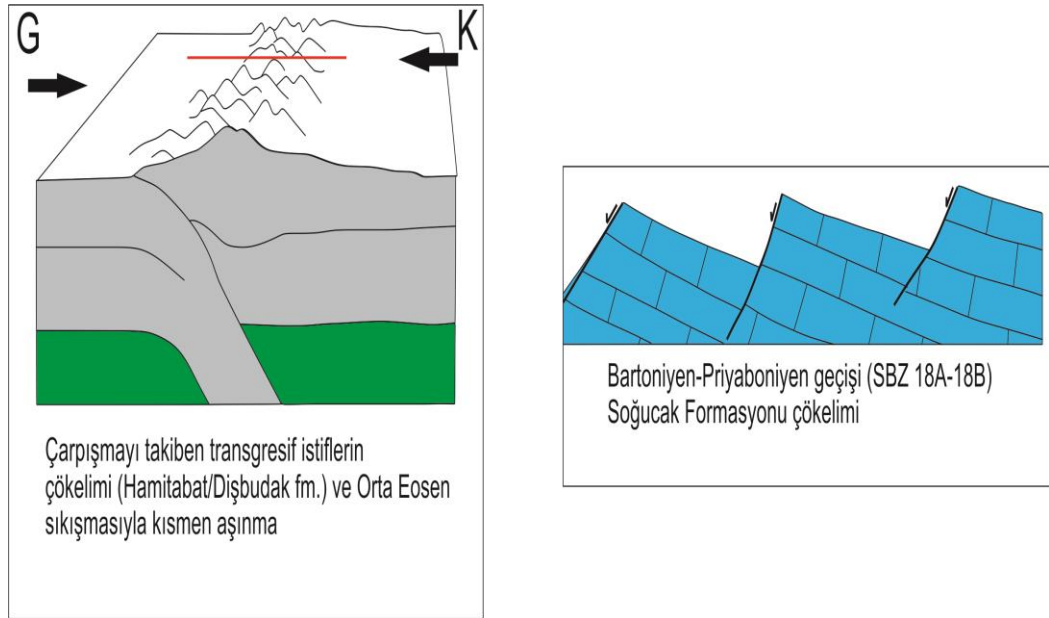 G
K
Çarpışmayı takiben transgresif istiflerin
çökelimi (Hamitabat/Dişbudak fm.) ve Orta Eosen
sıkışmasıyla kısmen aşınma
Bartoniyen-Priyaboniyen geçişi (SBZ 18A-18B)
Soğucak Formasyonu çökelimi